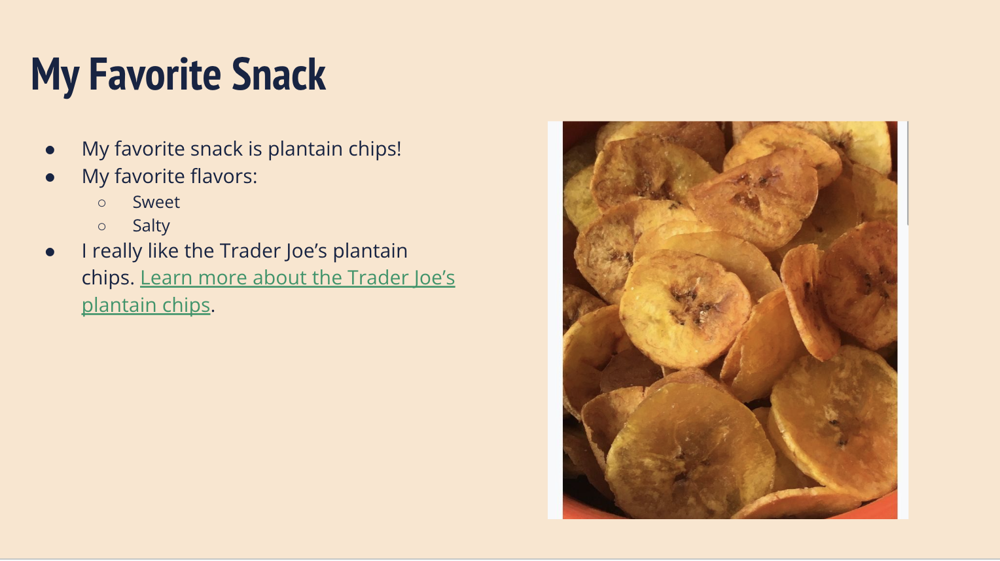 My Favorite Snack
● My favorite snack is plantain chips!
● My favorite flavors:
○ Sweet
○ Salty
● I really like the Trader Joe’s plantain
chips. Learn more about the Trader Joe’s
plantain chips.